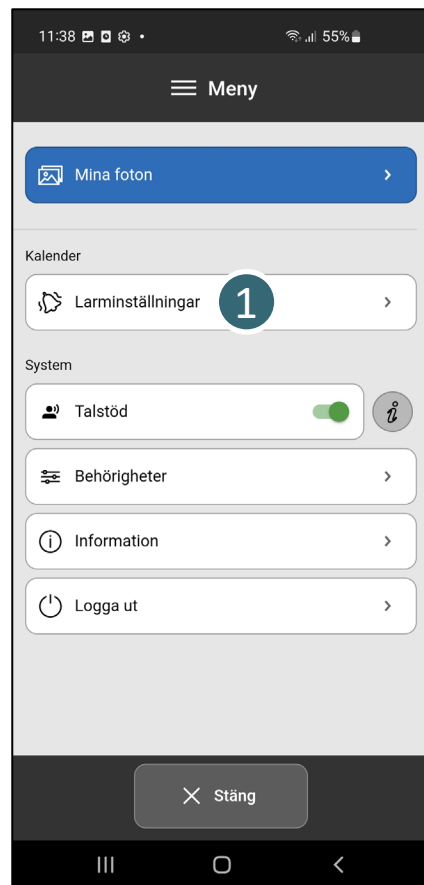 11:38 55%
Meny
Mina foton
Kalender
Larminställningar 1
System
Talstöd i
Behörigheter
Information
Logga ut
Stäng